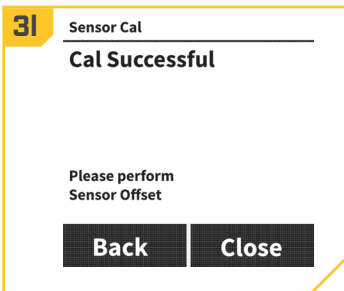 3I
Sensor Cal
Cal Successful
Please perform
Sensor Offset
Back Close